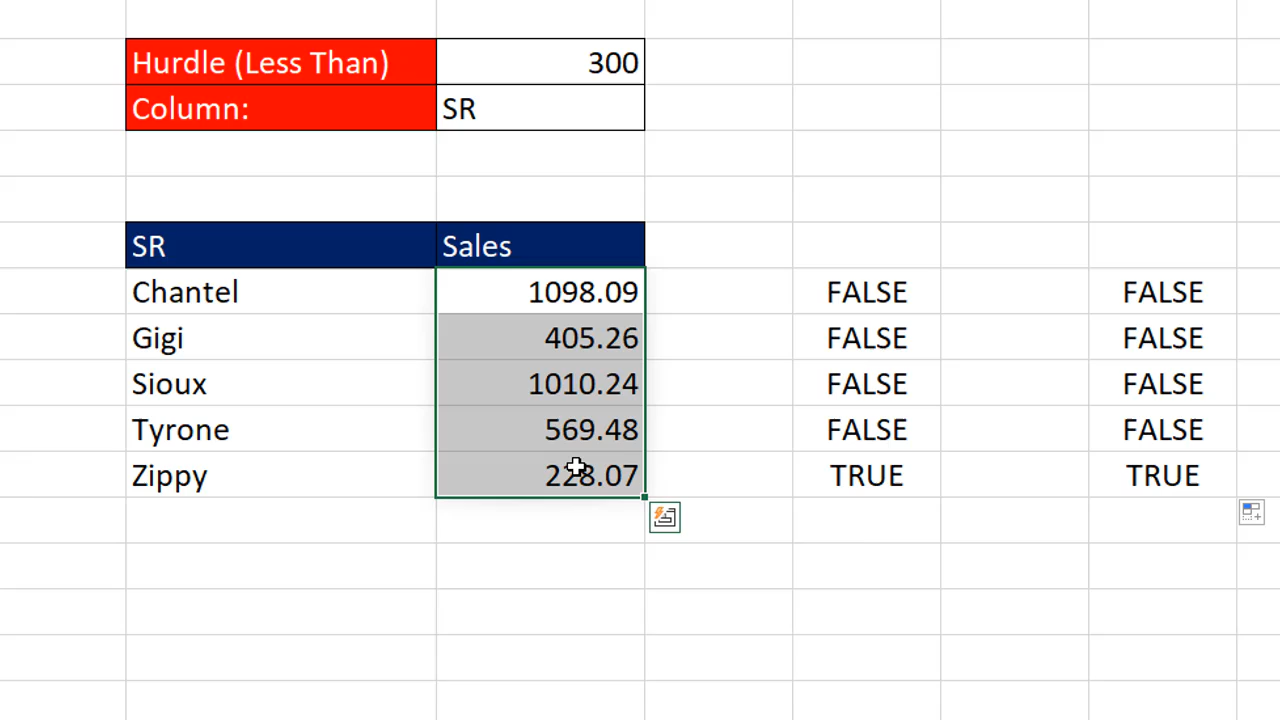 Hurdle (Less Than) 300
Column: SR
SR Sales
Chantel 1098.09 FALSE FALSE
Gigi 405.26 FALSE FALSE
Sioux 1010.24 FALSE FALSE
Tyrone 569.48 FALSE FALSE
Zippy 228.07 TRUE TRUE